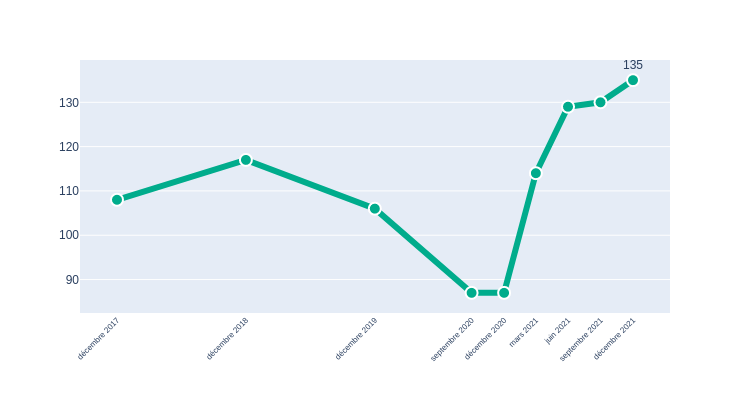 135
130
120
110
100
90
décembre 2017
décembre 2018
décembre 2019
septembre 2020
décembre 2020
mars 2021
juin 2021
septembre 2021
décembre 2021